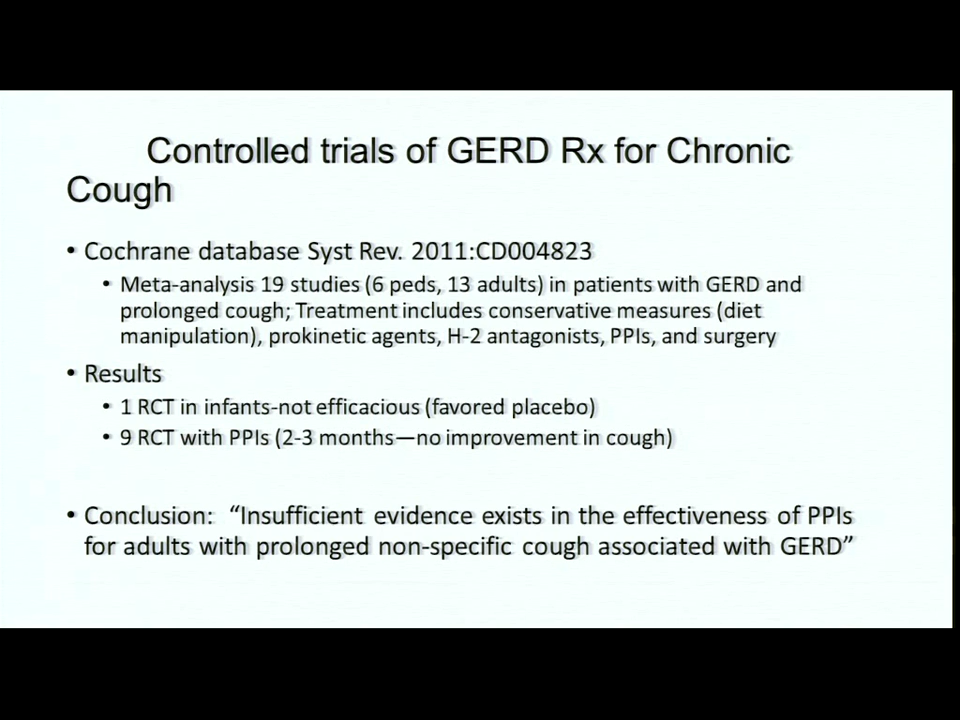 Controlled trials of GERD Rx for Chronic
Cough
• Cochrane database Syst Rev. 2011:CD004823
• Meta-analysis 19 studies (6 peds, 13 adults) in patients with GERD and
prolonged cough; Treatment includes conservative measures (diet
manipulation), prokinetic agents, H-2 antagonists, PPIs, and surgery
• Results
• 1 RCT in infants-not efficacious (favored placebo)
• 9 RCT with PPIs (2-3 months—no improvement in cough)
• Conclusion: “Insufficient evidence exists in the effectiveness of PPIs
for adults with prolonged non-specific cough associated with GERD”